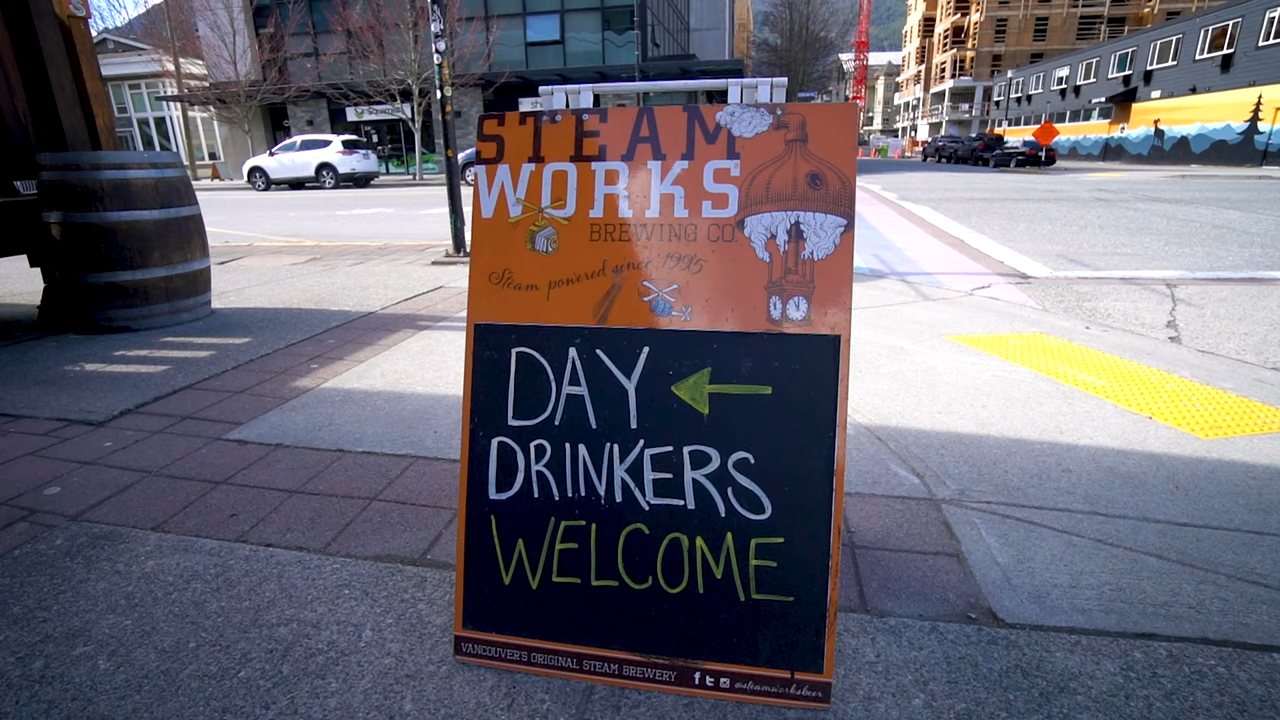 STEAM
WORKS
BREWING CO.
Steam powered since 1995
DAY
DRINKERS
WELCOME
VANCOUVER'S ORIGINAL STEAM BREWERY
@steamworksbeer